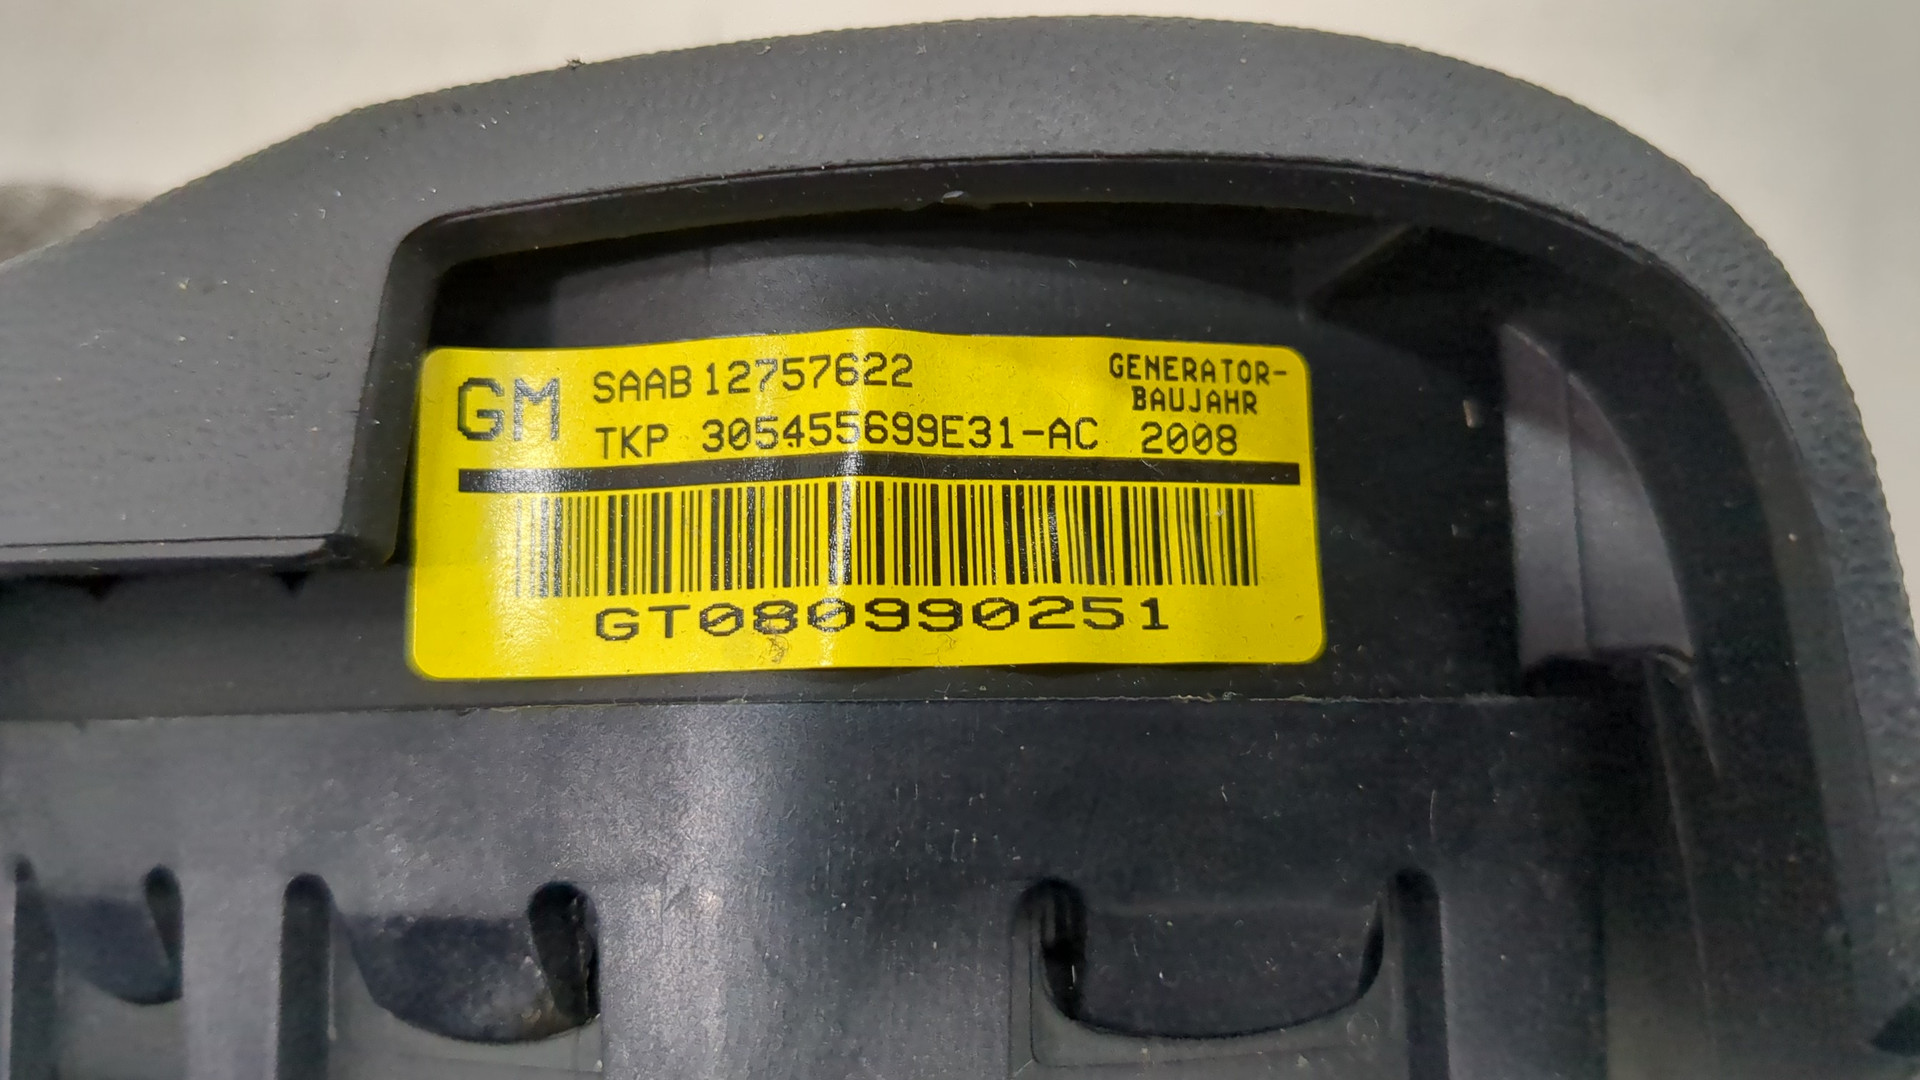 GM
SAAB 12757622
TKP 305455699E31-AC
GENERATOR-
BAUJAHR
2008
GT080990251